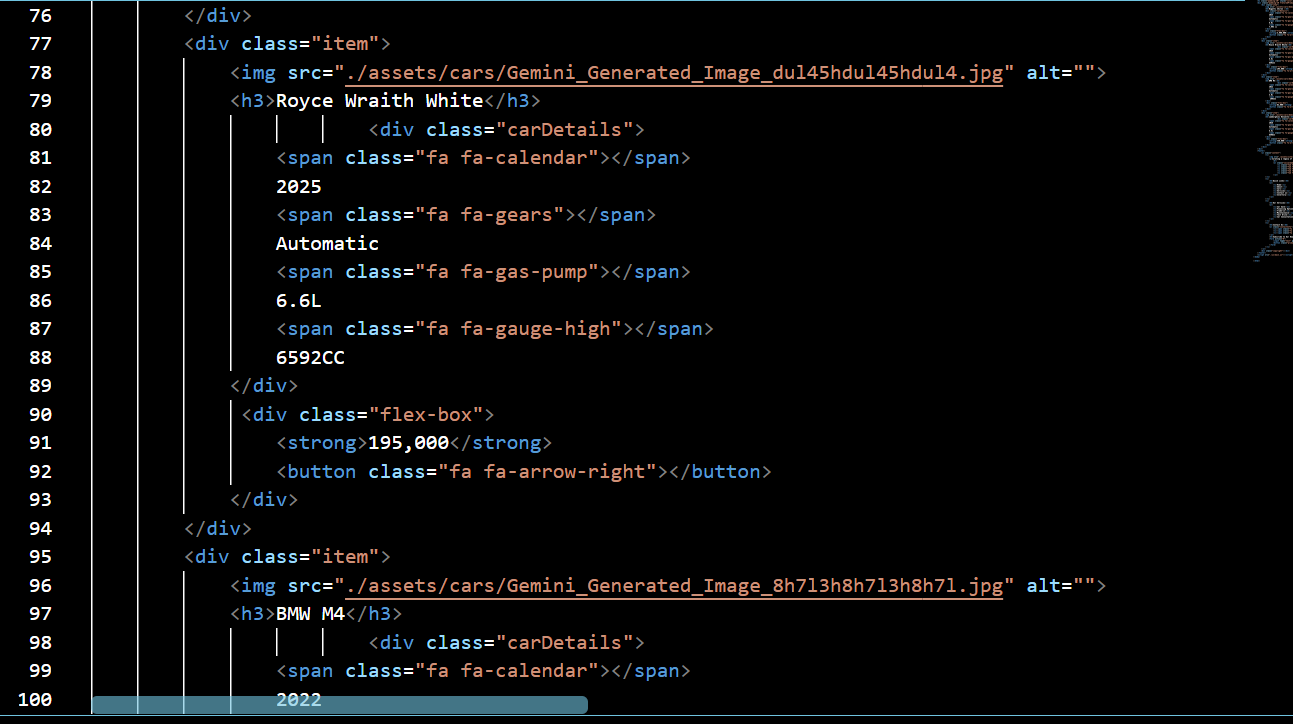 76 </div>
77 <div class="item">
78 <img src="./assets/cars/Gemini_Generated_Image_dul45hdul45hdul4.jpg" alt="">
79 <h3>Royce Wraith White</h3>
80 <div class="carDetails">
81 <span class="fa fa-calendar"></span>
82 2025
83 <span class="fa fa-gears"></span>
84 Automatic
85 <span class="fa fa-gas-pump"></span>
86 6.6L
87 <span class="fa fa-gauge-high"></span>
88 6592CC
89 </div>
90 <div class="flex-box">
91 <strong>195,000</strong>
92 <button class="fa fa-arrow-right"></button>
93 </div>
94 </div>
95 <div class="item">
96 <img src="./assets/cars/Gemini_Generated_Image_8h7l3h8h7l3h8h7l.jpg" alt="">
97 <h3>BMW M4</h3>
98 <div class="carDetails">
99 <span class="fa fa-calendar"></span>
100 2022